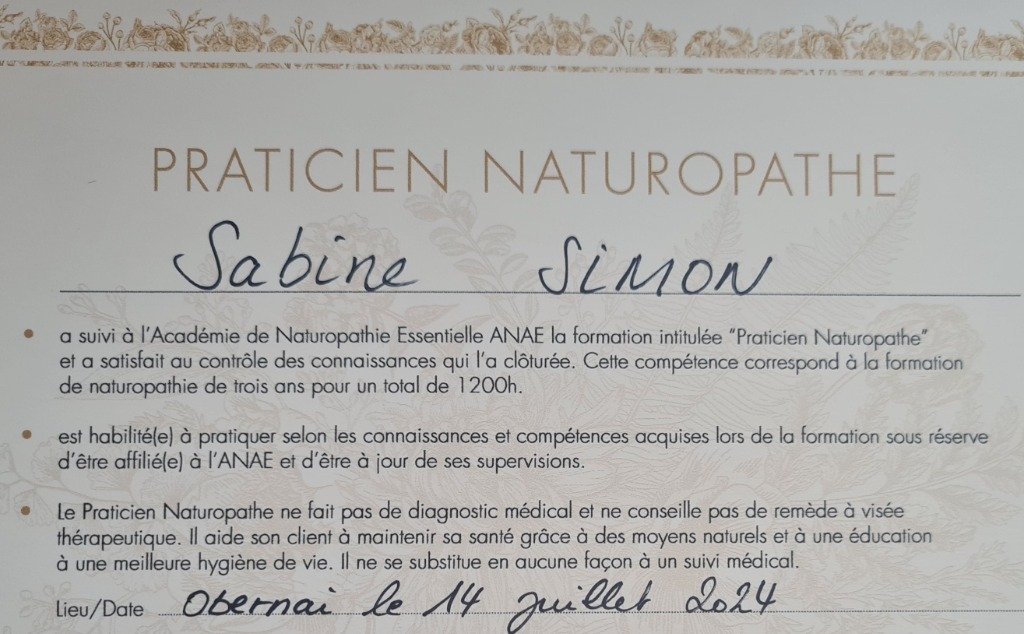 PRATICIEN NATUROPATHE
Sabine SIMON
• a suivi à l'Académie de Naturopathie Essentielle ANAE la formation intitulée "Praticien Naturopathe"
et a satisfait au contrôle des connaissances qui l'a clôturée. Cette compétence correspond à la formation
de naturopathie de trois ans pour un total de 1200h.
• est habilité(e) à pratiquer selon les connaissances et compétences acquises lors de la formation sous réserve
d'être affilié(e) à l'ANAE et d'être à jour de ses supervisions.
• Le Praticien Naturopathe ne fait pas de diagnostic médical et ne conseille pas de remède à visée
thérapeutique. Il aide son client à maintenir sa santé grâce à des moyens naturels et à une éducation
à une meilleure hygiène de vie. Il ne se substitue en aucune façon à un suivi médical.
Lieu/Date Obernai le 14 juillet 2024